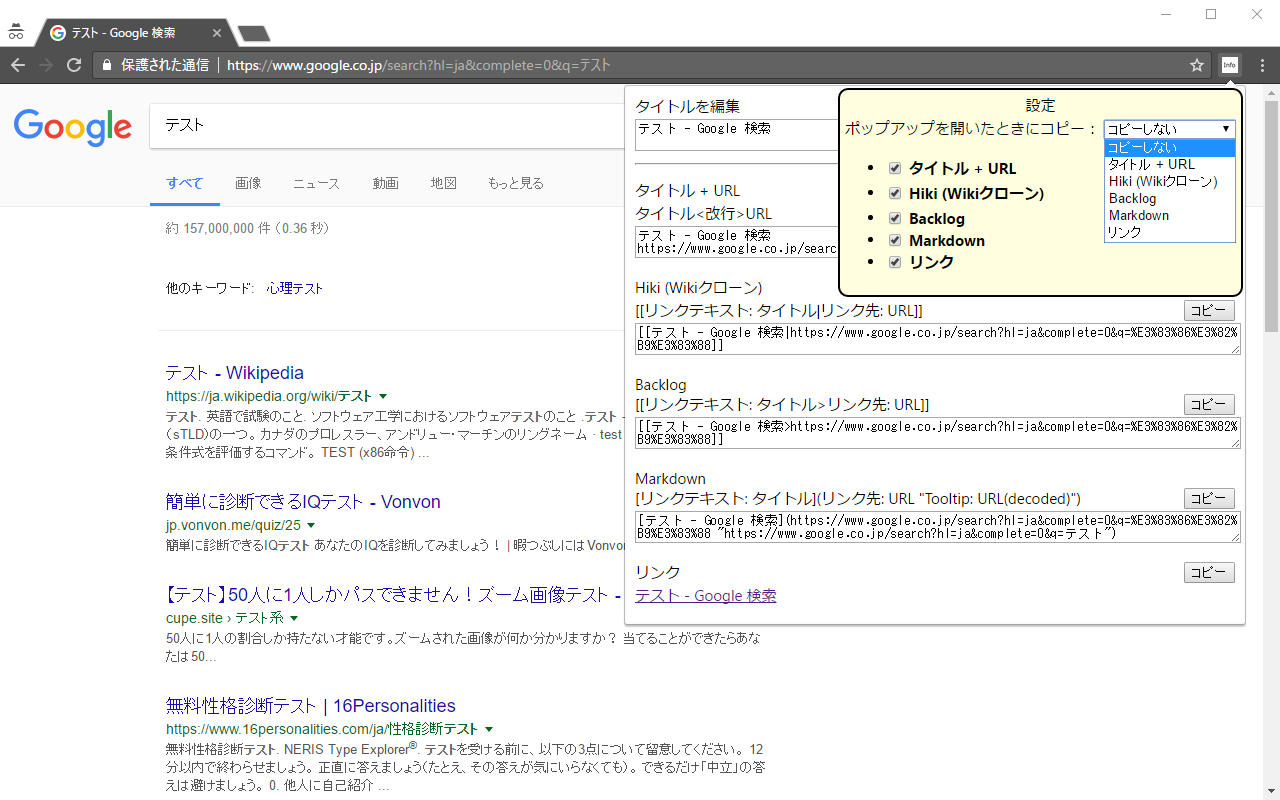 テスト - Google 検索
保護された通信 | https://www.google.co.jp/search?hl=ja&complete=0&q=テスト
Info
Google
テスト
すべて 画像 ニュース 動画 地図 もっと見る
約 157,000,000 件 （0.36 秒）
他のキーワード: 心理テスト
テスト - Wikipedia
https://ja.wikipedia.org/wiki/テスト
テスト. 英語で試験のこと. ソフトウェア工学におけるソフトウェアテストのこと .テスト -
（sTLD)の一つ。 カナダのプロレスラー、アンドリュー・マーチンのリングネーム · test
条件式を評価するコマンド。 TEST (x86命令) ...
簡単に診断できるIQテスト - Vonvon
jp.vonvon.me/quiz/25
簡単に診断できるIQテスト あなたのIQを診断してみましょう！ | 暇つぶしには Vonvon
【テスト】50人に1人しかパスできません！ズーム画像テスト -
cupe.site › テスト系
50人に1人の割合しか持たない才能です。ズームされた画像が何か分かりますか？ 当てることができたらあな
たは50...
無料性格診断テスト | 16Personalities
https://www.16personalities.com/ja/性格診断テスト
無料性格診断テスト. NERIS Type Explorer®. テストを受ける前に、以下の3点について留意してください。 12
分以内で終わらせましょう。 正直に答えましょう(たとえ、その答えが気にいらなくても）。 できるだけ「中立」の答
えは避けましょう。 0. 他人に自己紹介 ...
タイトルを編集
テスト - Google 検索
タイトル + URL
タイトル<改行>URL
テスト - Google 検索
https://www.google.co.jp/searc
Hiki (Wikiクローン)
[[リンクテキスト: タイトル|リンク先: URL]]
コピー
[[テスト - Google 検索|https://www.google.co.jp/search?hl=ja&complete=0&q=%E3%83%86%E3%82%
B9%E3%83%88]]
Backlog
[[リンクテキスト: タイトル>リンク先: URL]]
コピー
[[テスト - Google 検索>https://www.google.co.jp/search?hl=ja&complete=0&q=%E3%83%86%E3%82%
B9%E3%83%88]]
Markdown
[リンクテキスト: タイトル](リンク先: URL "Tooltip: URL(decoded)")
コピー
[テスト - Google 検索](https://www.google.co.jp/search?hl=ja&complete=0&q=%E3%83%86%E3%82%
B9%E3%83%88 "https://www.google.co.jp/search?hl=ja&complete=0&q=テスト")
リンク
コピー
テスト - Google 検索
設定
ポップアップを開いたときにコピー： コピーしない
コピーしない
タイトル + URL
Hiki (Wikiクローン)
Backlog
Markdown
リンク
タイトル + URL
Hiki (Wikiクローン)
Backlog
Markdown
リンク